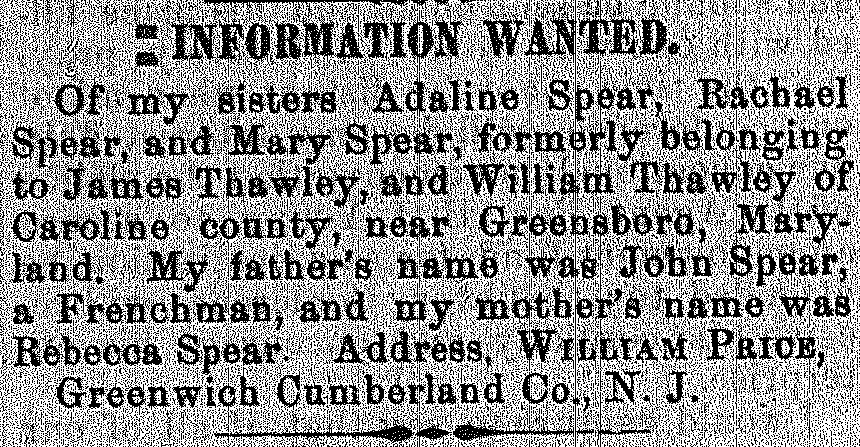 INFORMATION WANTED.
Of my sisters Adaline Spear, Rachael
Spear, and Mary Spear, formerly belonging
to James Thawley, and William Thawley of
Caroline county, near Greensboro, Mary-
land. My father's name was John Spear,
a Frenchman, and my mother's name was
Rebecca Spear. Address, WILLIAM PRICE,
Greenwich Cumberland Co., N. J.